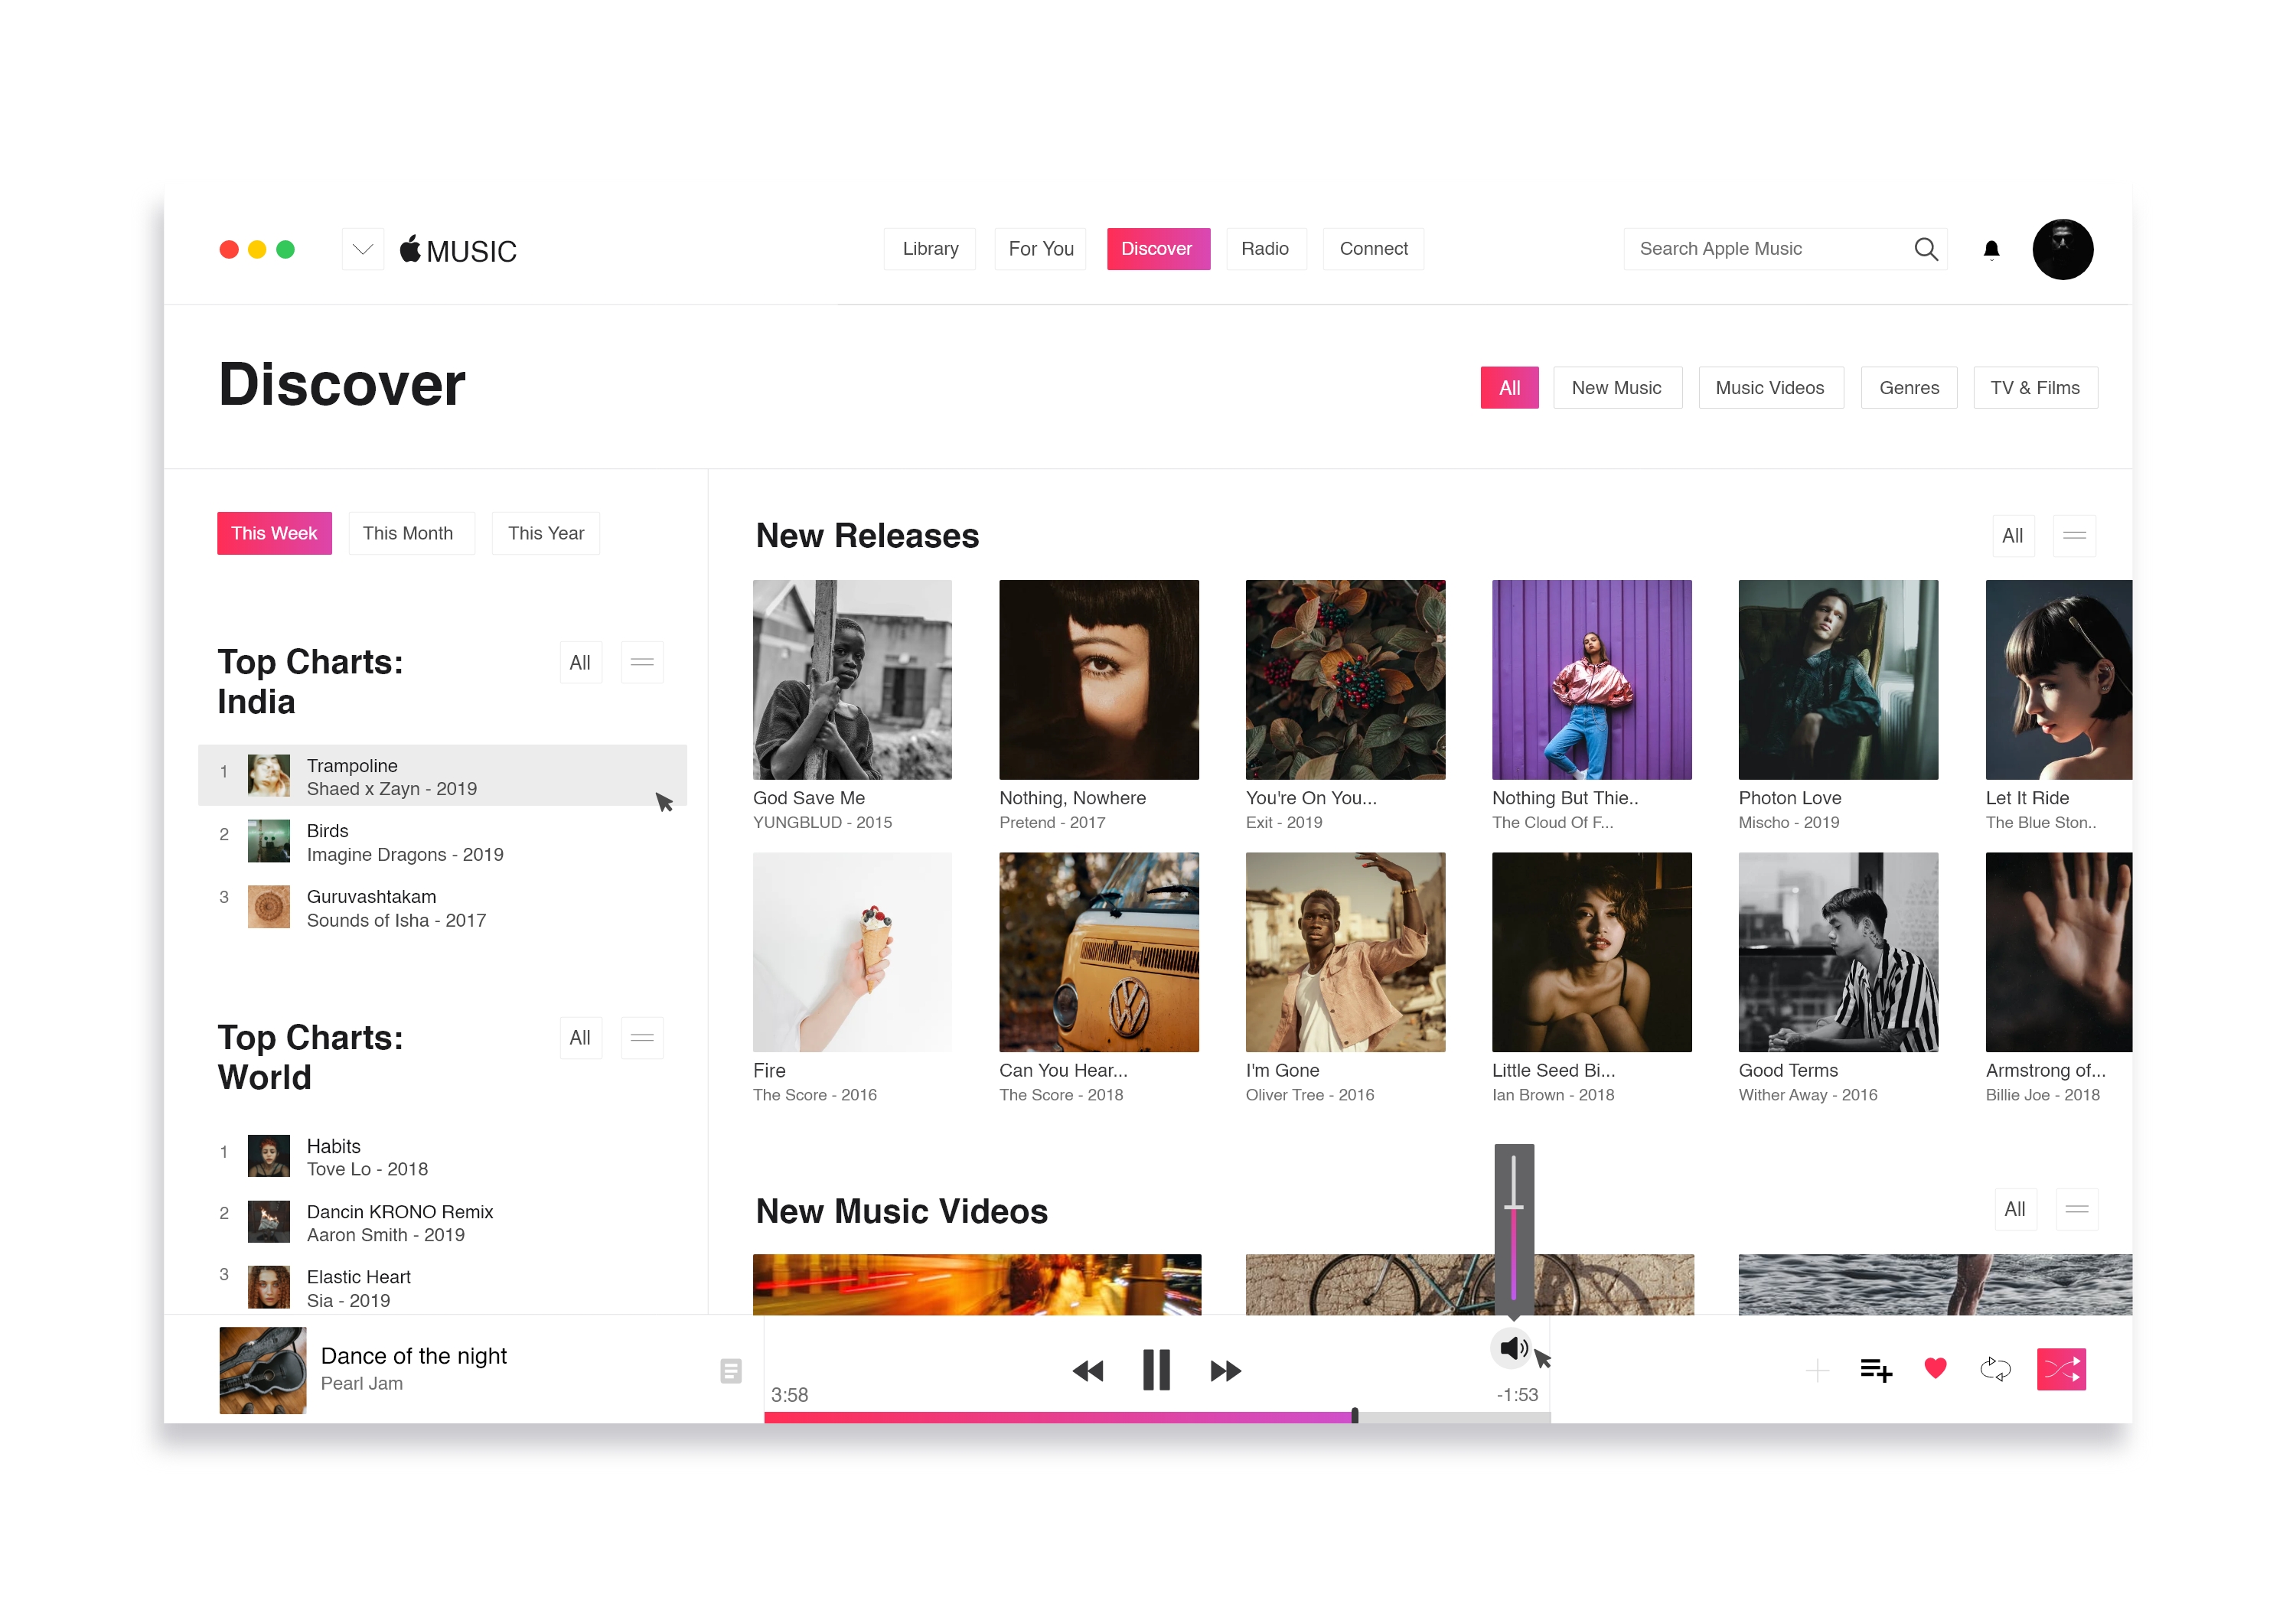 MUSIC
Library
For You
Discover
Radio
Connect
Search Apple Music
Discover
All
New Music
Music Videos
Genres
TV & Films
This Week
This Month
This Year
Top Charts:
India
All
1
Trampoline
Shaed x Zayn - 2019
2
Birds
Imagine Dragons - 2019
3
Guruvashtakam
Sounds of Isha - 2017
Top Charts:
World
All
1
Habits
Tove Lo - 2018
2
Dancin KRONO Remix
Aaron Smith - 2019
3
Elastic Heart
Sia - 2019
New Releases
All
God Save Me
YUNGBLUD - 2015
Nothing, Nowhere
Pretend - 2017
You're On You...
Exit - 2019
Nothing But Thie..
The Cloud Of F...
Photon Love
Mischo - 2019
Let It Ride
The Blue Ston..
Fire
The Score - 2016
Can You Hear...
The Score - 2018
I'm Gone
Oliver Tree - 2016
Little Seed Bi...
Ian Brown - 2018
Good Terms
Wither Away - 2016
Armstrong of...
Billie Joe - 2018
New Music Videos
All
Dance of the night
Pearl Jam
3:58
-1:53